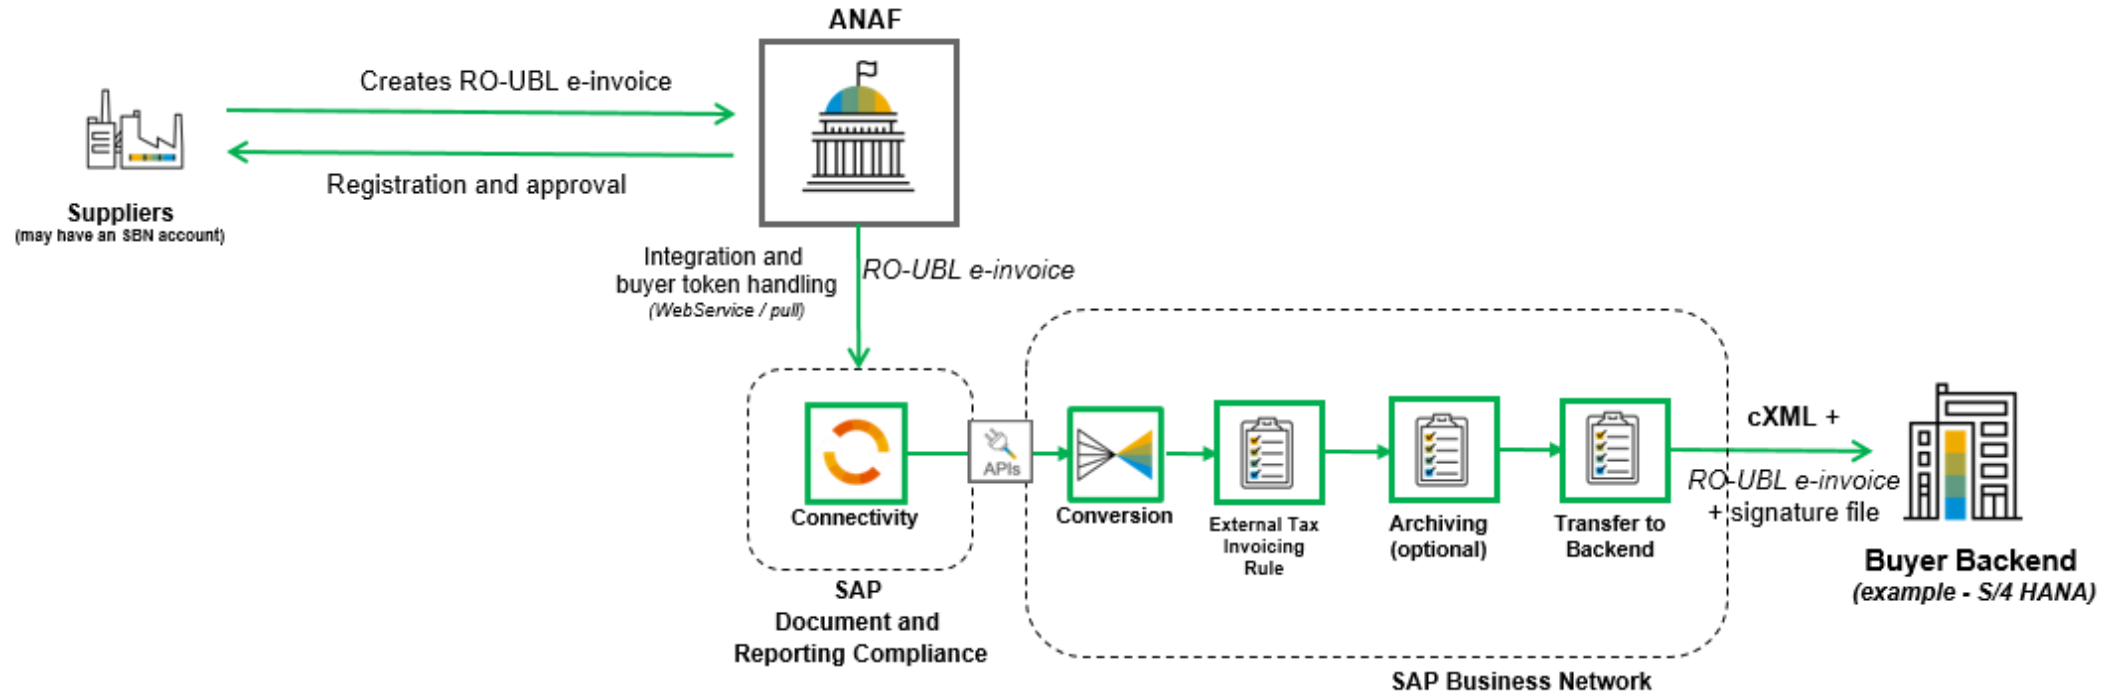 ANAF
Creates RO-UBL e-invoice
Registration and approval
Suppliers
(may have an SBN account)
Integration and
buyer token handling
(WebService / pull)
RO-UBL e-invoice
Connectivity
SAP
Document and
Reporting Compliance
APIs
Conversion
External Tax
Invoicing
Rule
Archiving
(optional)
Transfer to
Backend
SAP Business Network
cXML +
RO-UBL e-invoice
+ signature file
Buyer Backend
(example - S/4 HANA)